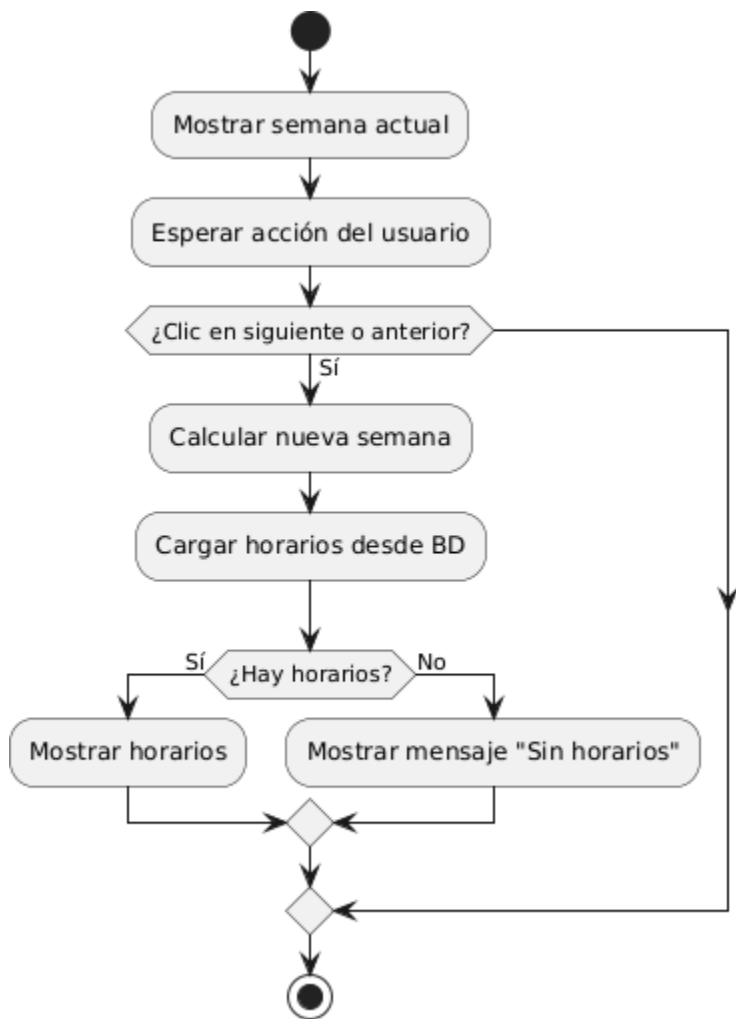 Mostrar semana actual
Esperar acción del usuario
¿Clic en siguiente o anterior?
Sí
Calcular nueva semana
Cargar horarios desde BD
Sí
¿Hay horarios?
No
Mostrar horarios
Mostrar mensaje "Sin horarios"